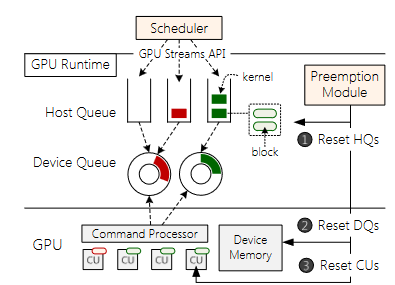 Scheduler
GPU Streams API
GPU Runtime
kernel
Preemption
Module
Host Queue
block
1 Reset HQs
Device Queue
2 Reset DQs
Command Processor
GPU
Device
Memory
CU CU CU CU
3 Reset CUs